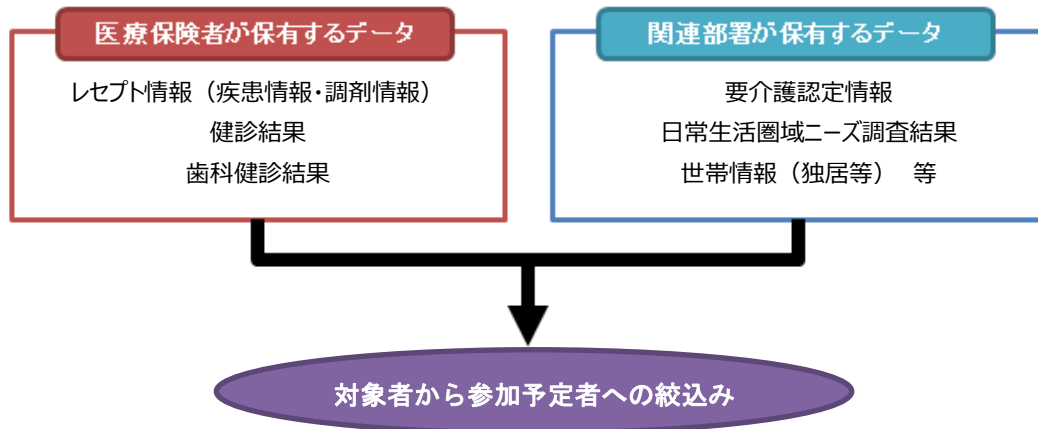 医療保険者が保有するデータ
レセプト情報（疾患情報・調剤情報）
健診結果
歯科健診結果
関連部署が保有するデータ
要介護認定情報
日常生活圏域ニーズ調査結果
世帯情報（独居等）　等
対象者から参加予定者への絞込み